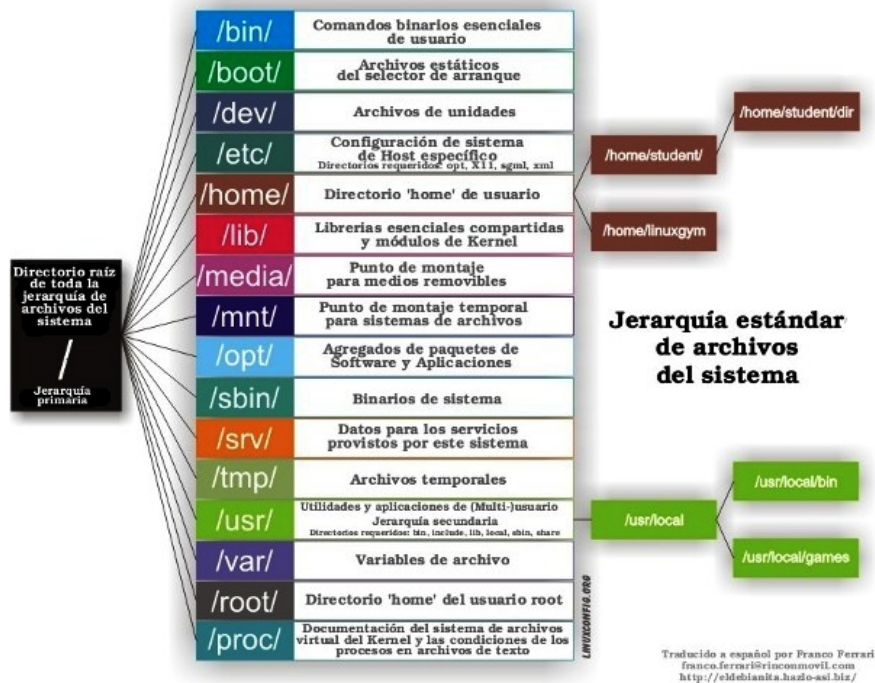 Directorio raíz
de toda la
jerarquía de
archivos del
sistema
/
Jerarquía
primaria
/bin/
Comandos binarios esenciales
de usuario
/boot/
Archivos estáticos
del selector de arranque
/dev/
Archivos de unidades
/etc/
Configuración de sistema
de Host específico
Directorios requeridos: opt, X11, sgml, xml
/home/
Directorio 'home' de usuario
/home/student/
/home/student/dir
/home/linuxgym
/lib/
Librerias esenciales compartidas
y módulos de Kernel
/media/
Punto de montaje
para medios removibles
/mnt/
Punto de montaje temporal
para sistemas de archivos
/opt/
Agregados de paquetes de
Software y Aplicaciones
/sbin/
Binarios de sistema
/srv/
Datos para los servicios
provistos por este sistema
/tmp/
Archivos temporales
/usr/
Utilidades y aplicaciones de (Multi-)usuario
Jerarquía secundaria
Directorios requeridos: bin, include, lib, local, sbin, share
/usr/local
/usr/local/bin
/usr/local/games
/var/
Variables de archivo
/root/
Directorio 'home' del usuario root
/proc/
Documentación del sistema de archivos
virtual del Kernel y las condiciones de los
procesos en archivos de texto
Jerarquía estándar
de archivos
del sistema
LINUXCONFIG.ORG
Traducido a español por Franco Ferrari
franco.ferrari@rinconmovil.com
http://eldebianita.hazlo-asi.biz/